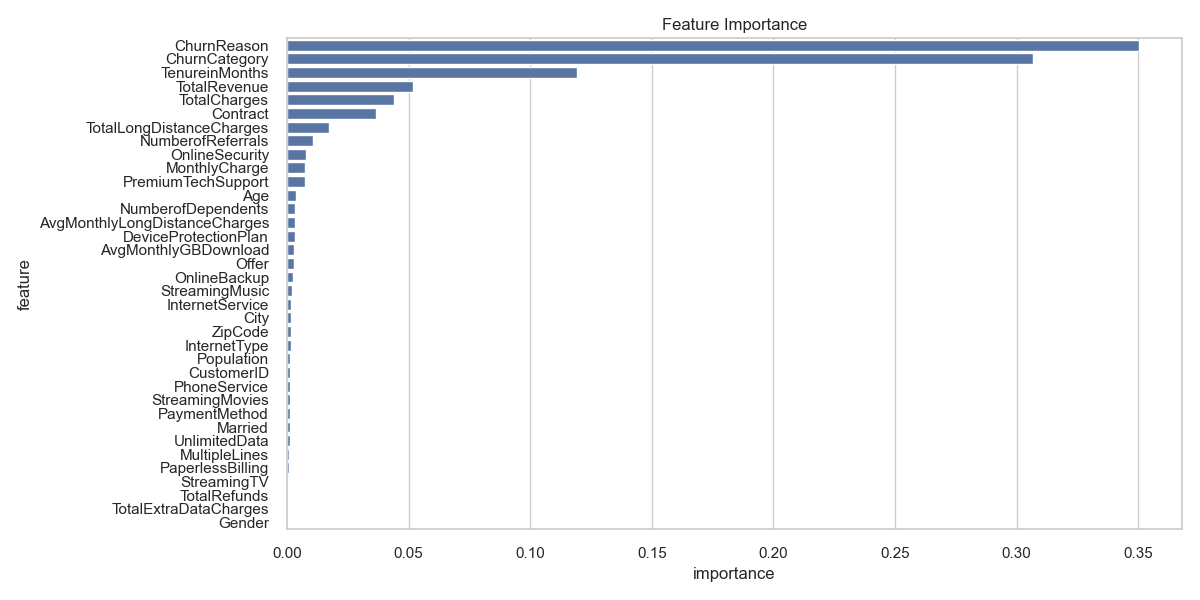 Feature Importance
ChurnReason
ChurnCategory
TenureinMonths
TotalRevenue
TotalCharges
Contract
TotalLongDistanceCharges
NumberofReferrals
OnlineSecurity
MonthlyCharge
PremiumTechSupport
Age
NumberofDependents
AvgMonthlyLongDistanceCharges
DeviceProtectionPlan
AvgMonthlyGBDownload
Offer
OnlineBackup
StreamingMusic
InternetService
City
ZipCode
InternetType
Population
CustomerID
PhoneService
StreamingMovies
PaymentMethod
Married
UnlimitedData
MultipleLines
PaperlessBilling
StreamingTV
TotalRefunds
TotalExtraDataCharges
Gender
feature
0.00 0.05 0.10 0.15 0.20 0.25 0.30 0.35
importance